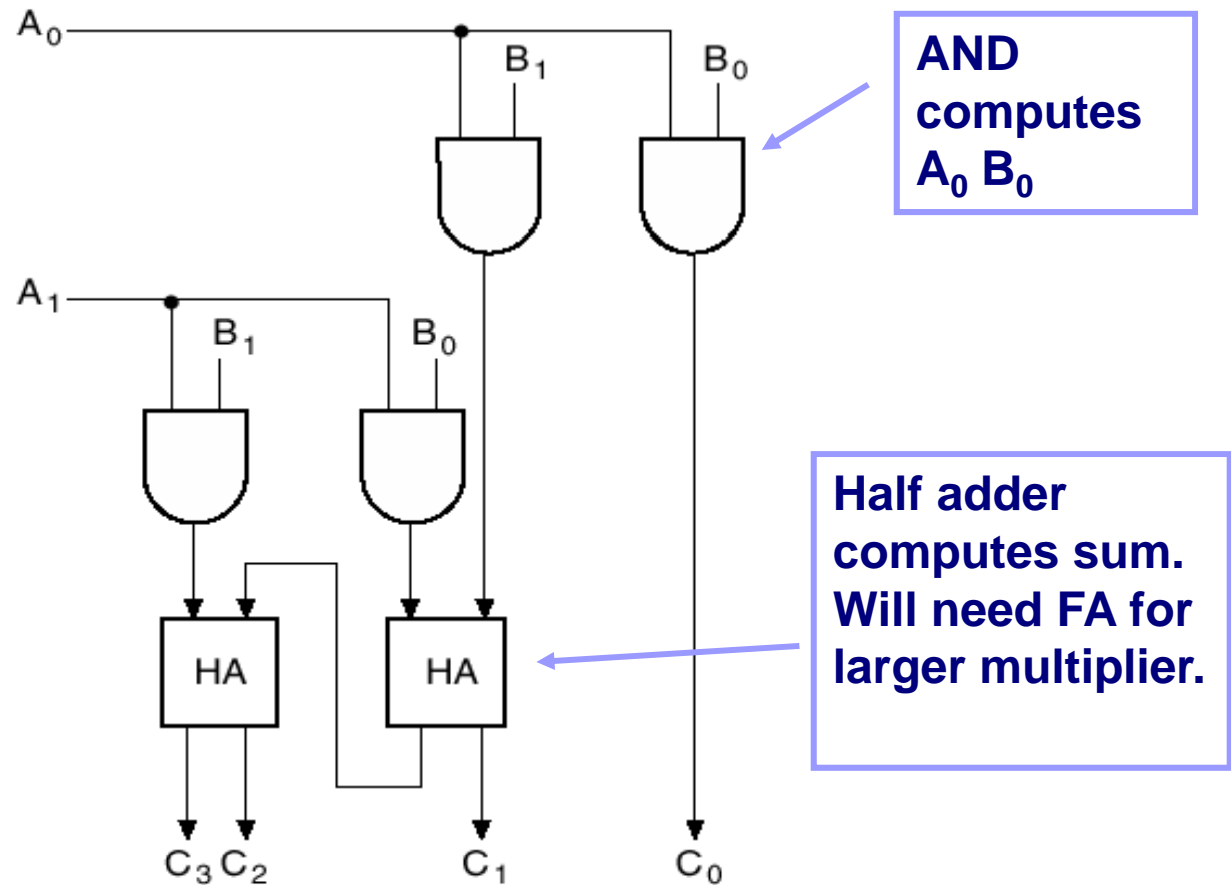 A₀
B₁
B₀
AND
computes
A₀ B₀
A₁
B₁
B₀
Half adder
computes sum.
Will need FA for
larger multiplier.
HA
HA
C₃ C₂
C₁
C₀